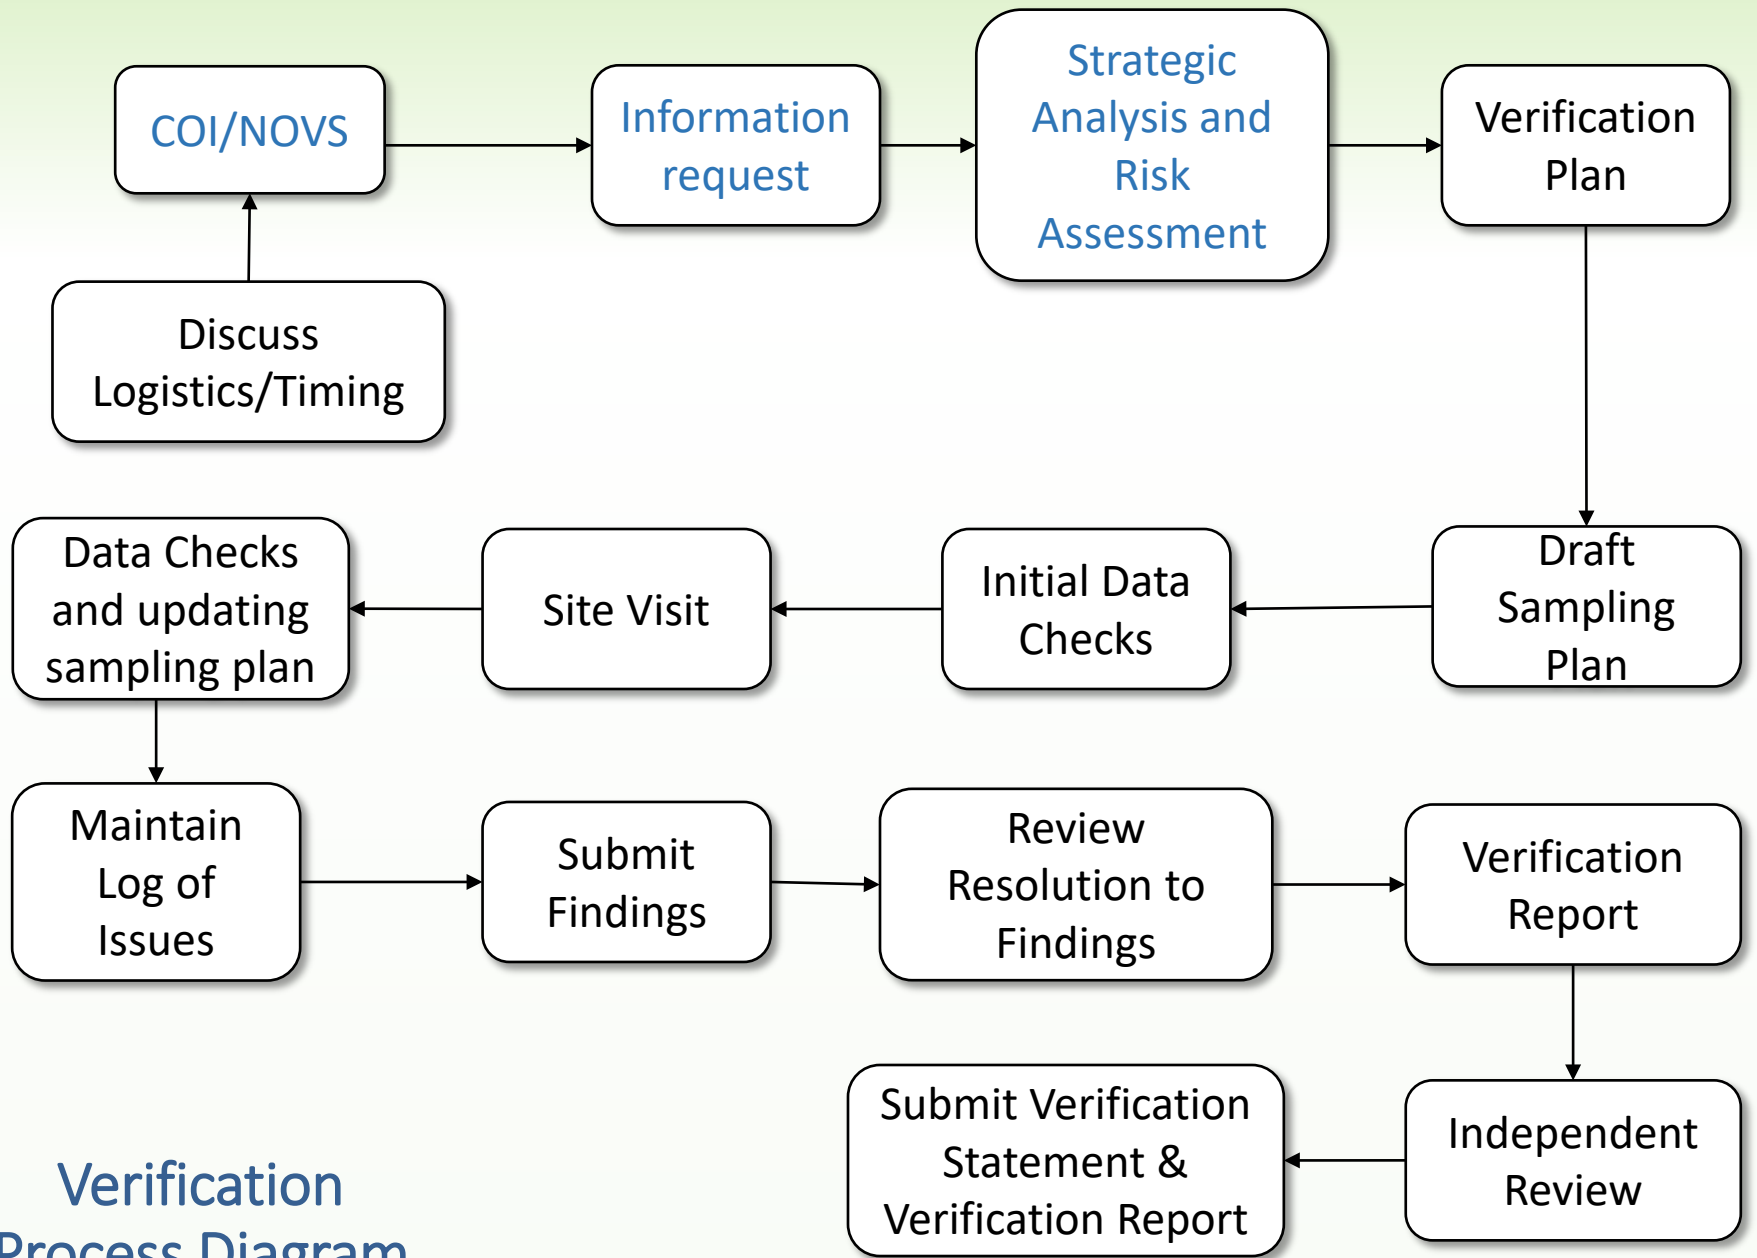 COI/NOVS
Information
request
Strategic
Analysis and
Risk
Assessment
Verification
Plan
Discuss
Logistics/Timing
Data Checks
and updating
sampling plan
Site Visit
Initial Data
Checks
Draft
Sampling
Plan
Maintain
Log of
Issues
Submit
Findings
Review
Resolution to
Findings
Verification
Report
Submit Verification
Statement &
Verification Report
Independent
Review
Verification
Process Diagram